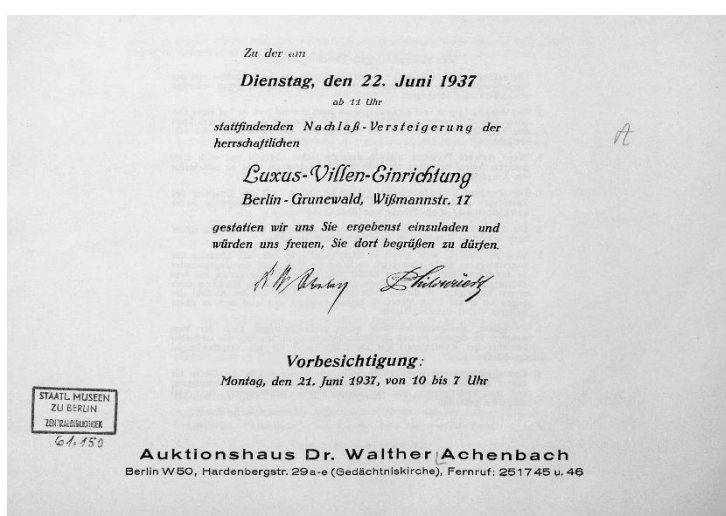 Zu der am
Dienstag, den 22. Juni 1937
ab 11 Uhr
stattfindenden Nachlaß-Versteigerung der
herrschaftlichen
Luxus-Villen-Einrichtung
Berlin-Grunewald, Wißmannstr. 17
gestatten wir uns Sie ergebenst einzuladen und
würden uns freuen, Sie dort begrüßen zu dürfen.
Vorbesichtigung:
Montag, den 21. Juni 1937, von 10 bis 7 Uhr
STAATL. MUSEEN
ZU BERLIN
ZENTRALBIBLIOTHEK
61.150
Auktionshaus Dr. Walther Achenbach
Berlin W50, Hardenbergstr. 29a-e (Gedächtniskirche), Fernruf: 251745 u. 46